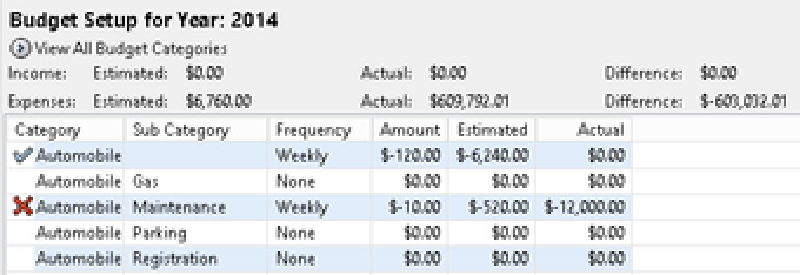 Budget Setup for Year: 2014
View All Budget Categories
Income: Estimated: $0.00 Actual: $0.00 Difference: $0.00
Expenses: Estimated: $6,760.00 Actual: $609,792.01 Difference: $-603,032.01
Category Sub Category Frequency Amount Estimated Actual
Automobile Weekly $-120.00 $-6,240.00 $0.00
Automobile Gas None $0.00 $0.00 $0.00
Automobile Maintenance Weekly $-10.00 $-520.00 $-12,000.00
Automobile Parking None $0.00 $0.00 $0.00
Automobile Registration None $0.00 $0.00 $0.00